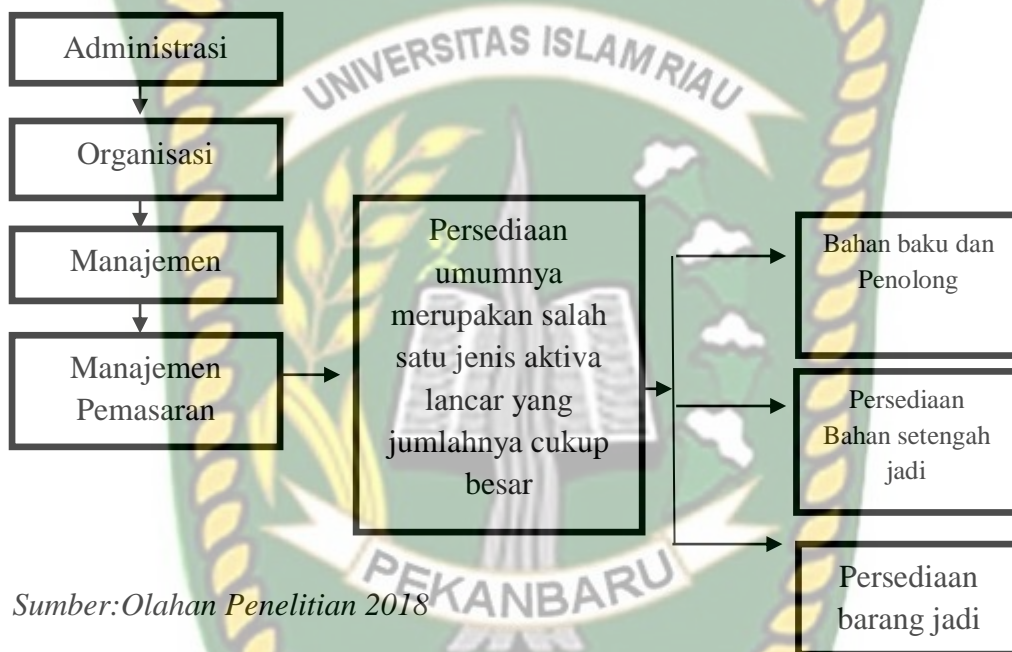 UNIVERSITAS ISLAM RIAU
Administrasi
Organisasi
Manajemen
Manajemen
Pemasaran
Persediaan
umumnya
merupakan salah
satu jenis aktiva
lancar yang
jumlahnya cukup
besar
Bahan baku dan
Penolong
Persediaan
Bahan setengah
jadi
Persediaan
barang jadi
PEKANBARU
Sumber:Olahan Penelitian 2018